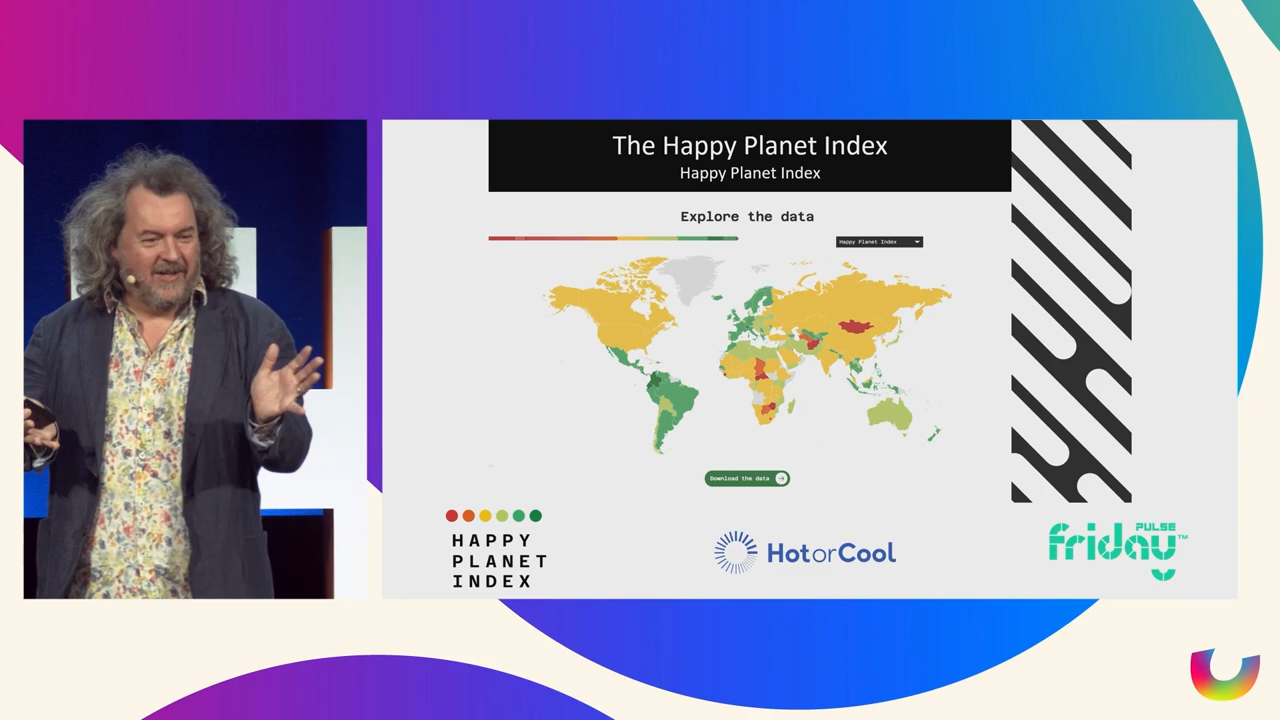 The Happy Planet Index
Happy Planet Index
Explore the data
Happy Planet Index
Download the data
HAPPY
PLANET
INDEX
HotorCool
PULSE
friday™